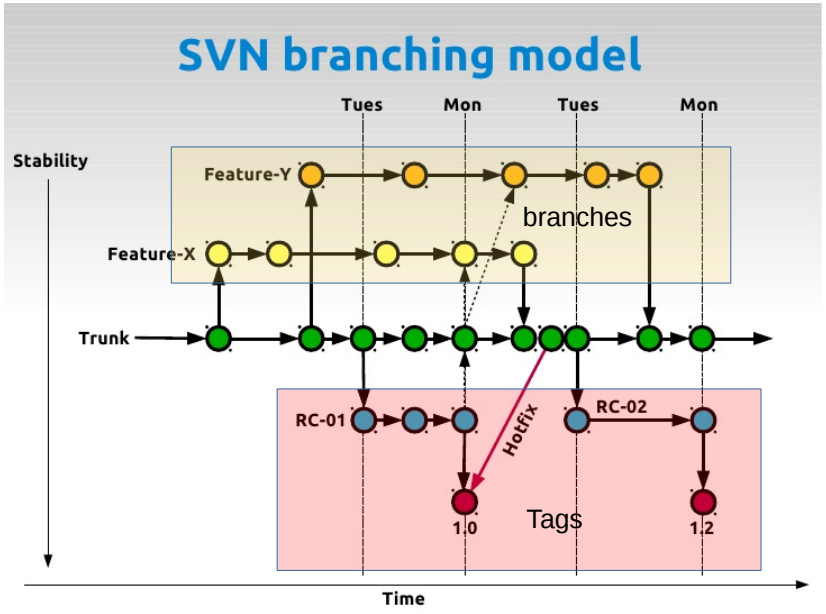 SVN branching model
Tues Mon Tues Mon
Stability
Feature-Y
branches
Feature-X
Trunk
RC-01
RC-02
Hotfix
1.0
Tags
1.2
Time